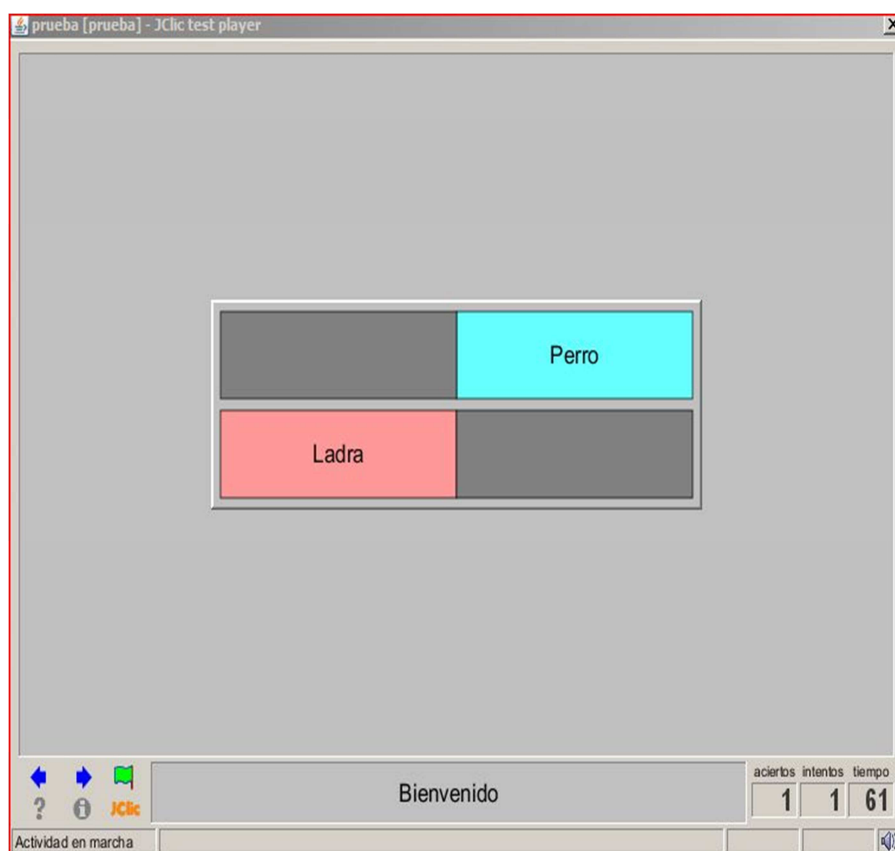 prueba [prueba] - JClic test player
Perro
Ladra
Bienvenido
aciertos intentos tiempo
1 1 61
? i JClic
Actividad en marcha